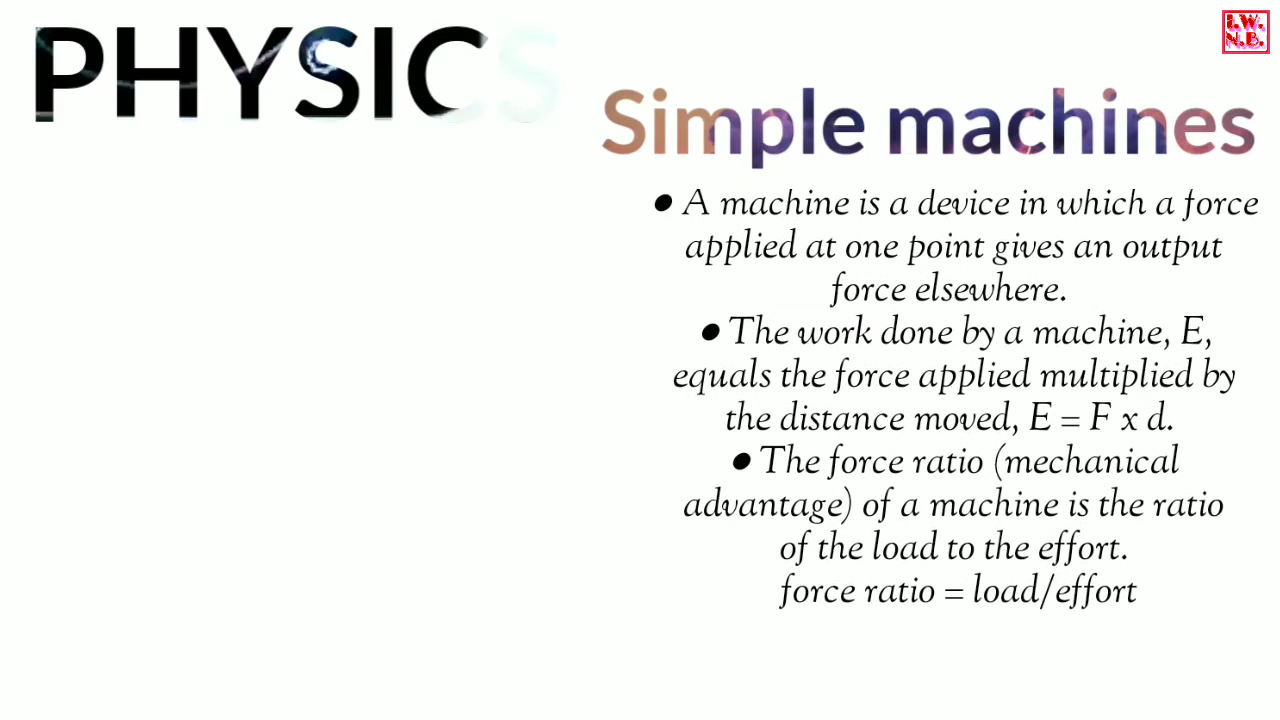 PHYSICS
I.W.
N.B.
Simple machines
● A machine is a device in which a force
applied at one point gives an output
force elsewhere.
● The work done by a machine, E,
equals the force applied multiplied by
the distance moved, E = F x d.
● The force ratio (mechanical
advantage) of a machine is the ratio
of the load to the effort.
force ratio = load/effort